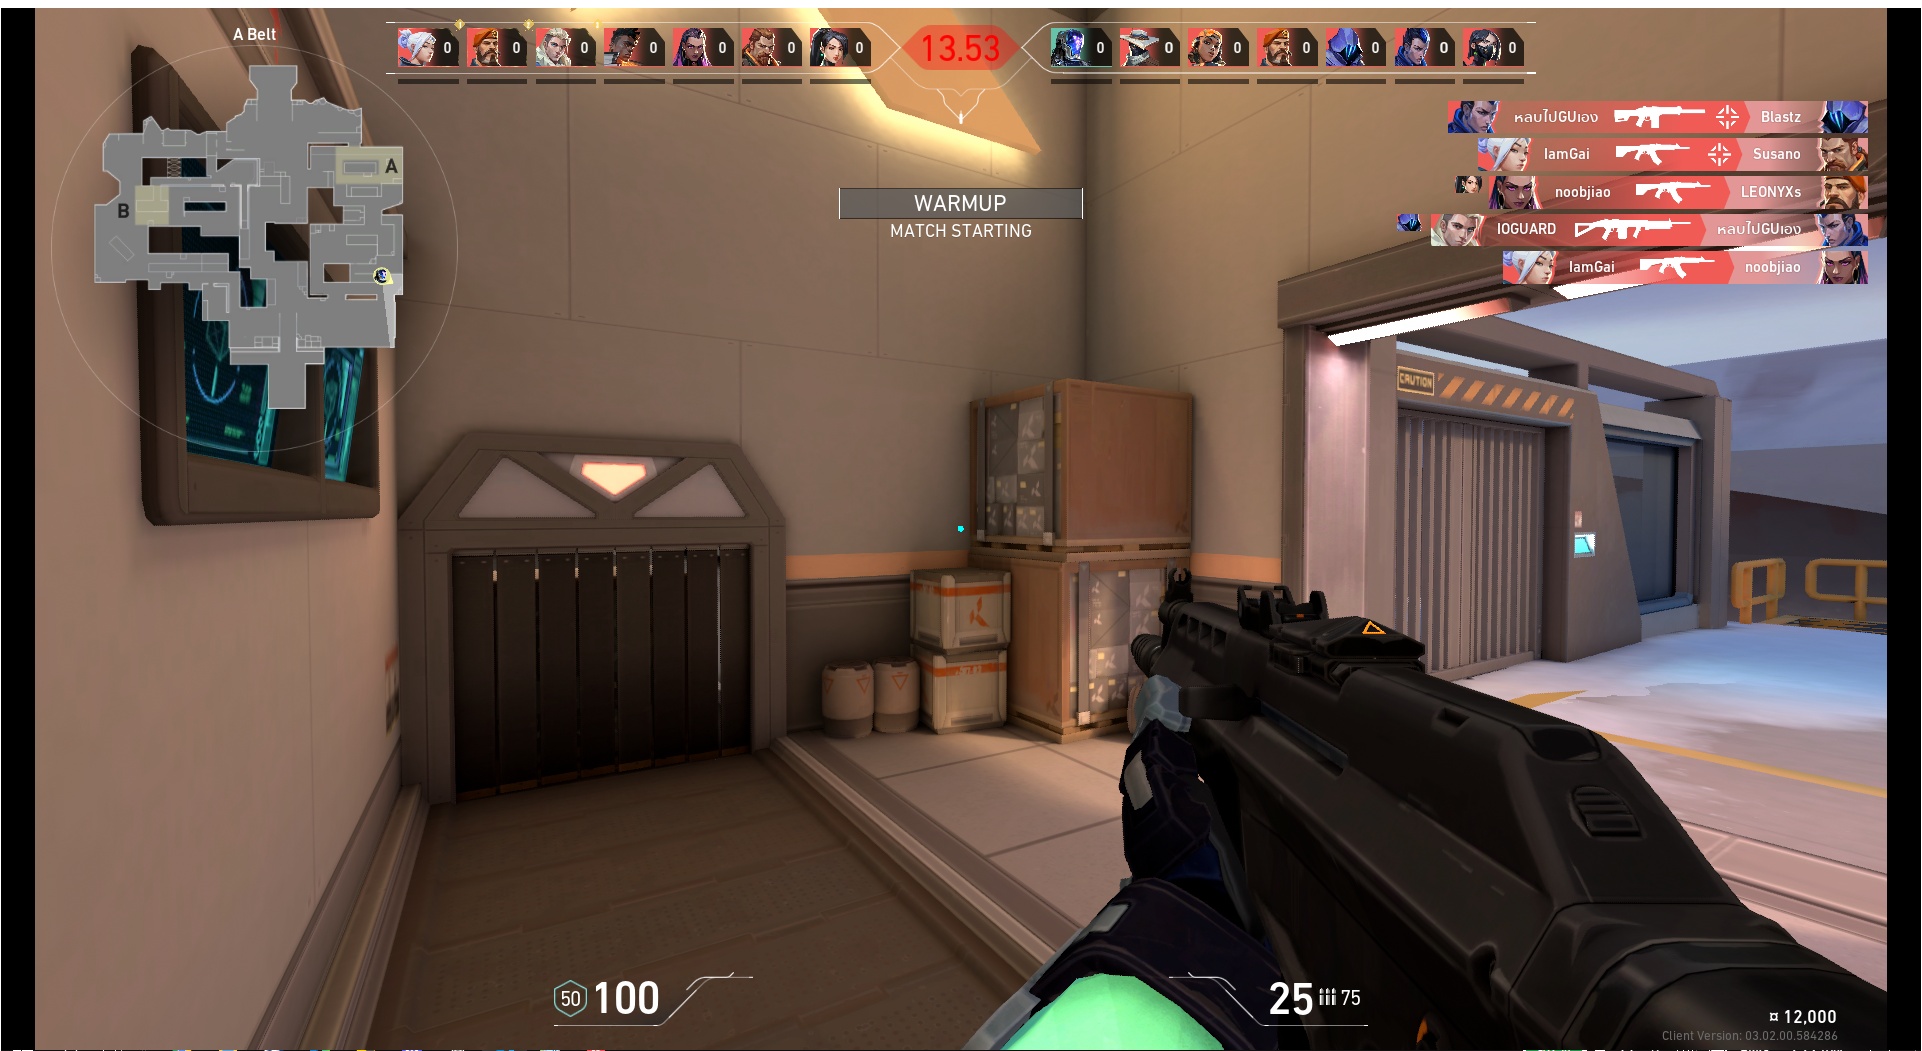 A Belt
0 0 0 0 0 0 0 13.53 0 0 0 0 0 0 0
WARMUP
MATCH STARTING
หลบไปGUเอง Blastz
IamGai Susano
noobjiao LEONYXs
IOGUARD หลบไปGUเอง
IamGai noobjiao
A
B
CAUTION
50 100
25 75
¤ 12,000
Client Version: 03.02.00.584286